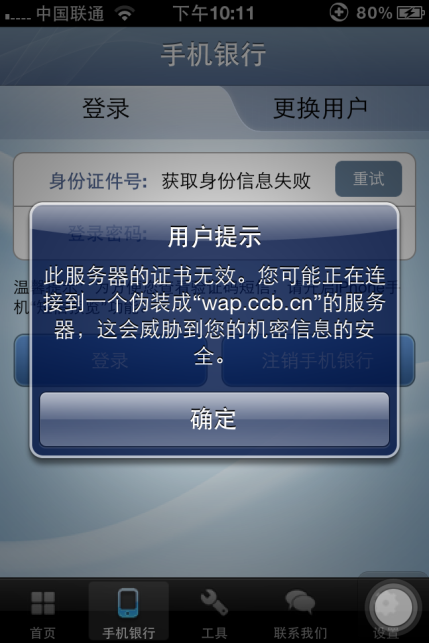 中国联通
下午10:11
80%
手机银行
登录
更换用户
身份证件号:
获取身份信息失败
重试
登录密码:
用户提示
此服务器的证书无效。您可能正在连
接到一个伪装成“wap.ccb.cn”的服务
器，这会威胁到您的机密信息的安
全。
确定
登录
注销手机银行
首页
手机银行
工具
联系我们
设置